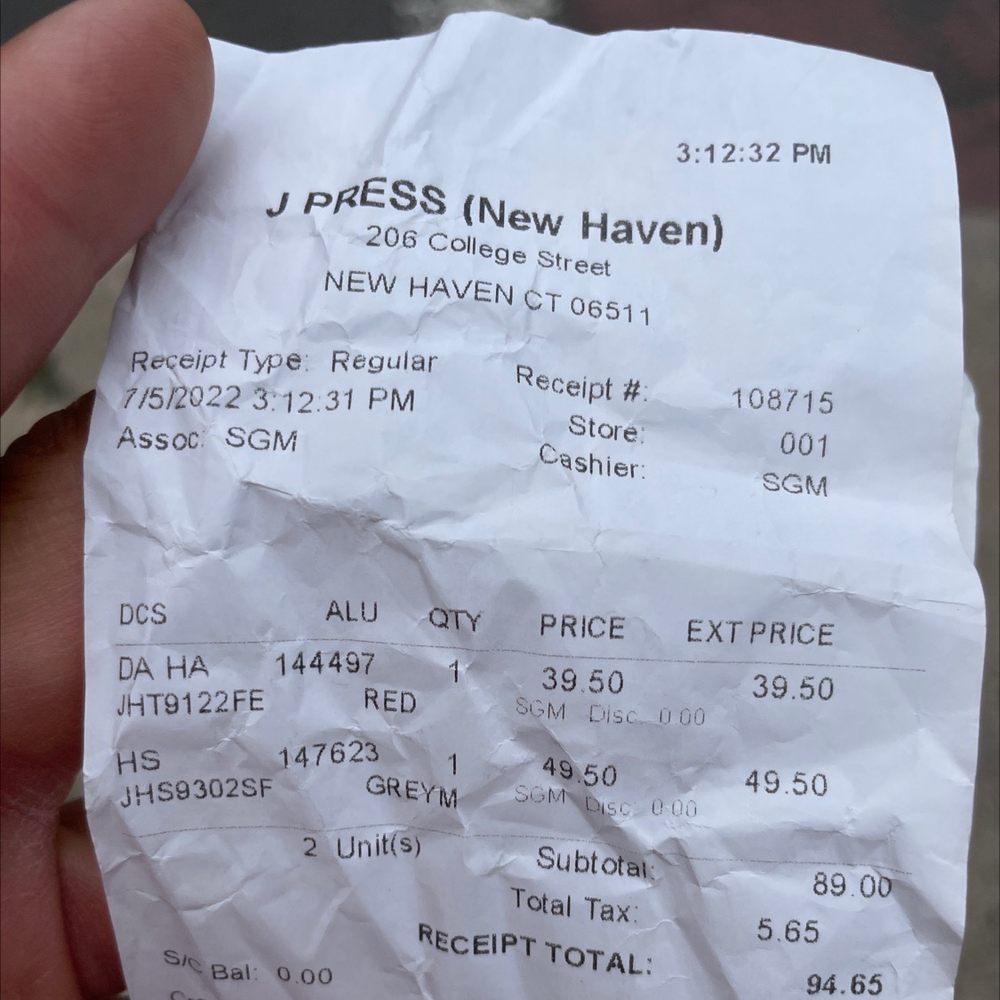 3:12:32 PM
J PRESS (New Haven)
206 College Street
NEW HAVEN CT 06511
Receipt Type: Regular
Receipt #: 108715
7/5/2022 3:12:31 PM
Store: 001
Assoc: SGM
Cashier: SGM
DCS ALU QTY PRICE EXT PRICE
DA HA 144497 1 39.50 39.50
JHT9122FE RED SGM Disc 0.00
HS 147623 1 49.50 49.50
JHS9302SF GREYM SGM Disc 0.00
2 Unit(s) Subtotal: 89.00
Total Tax: 5.65
RECEIPT TOTAL: 94.65
S/C Bal: 0.00